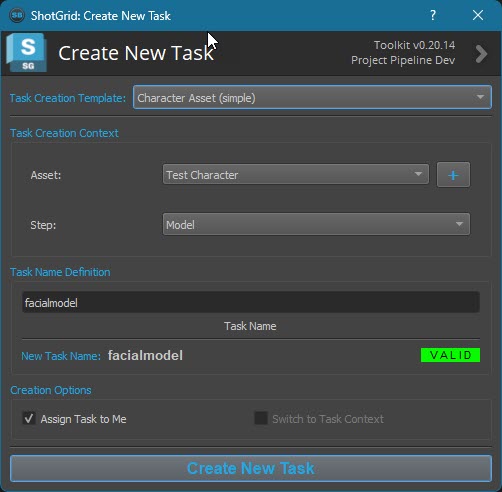 SG ShotGrid: Create New Task ?
S
SG
Create New Task
Toolkit v0.20.14
Project Pipeline Dev
Task Creation Template: Character Asset (simple)
Task Creation Context
Asset: Test Character +
Step: Model
Task Name Definition
facialmodel
Task Name
New Task Name: facialmodel VALID
Creation Options
Assign Task to Me Switch to Task Context
Create New Task